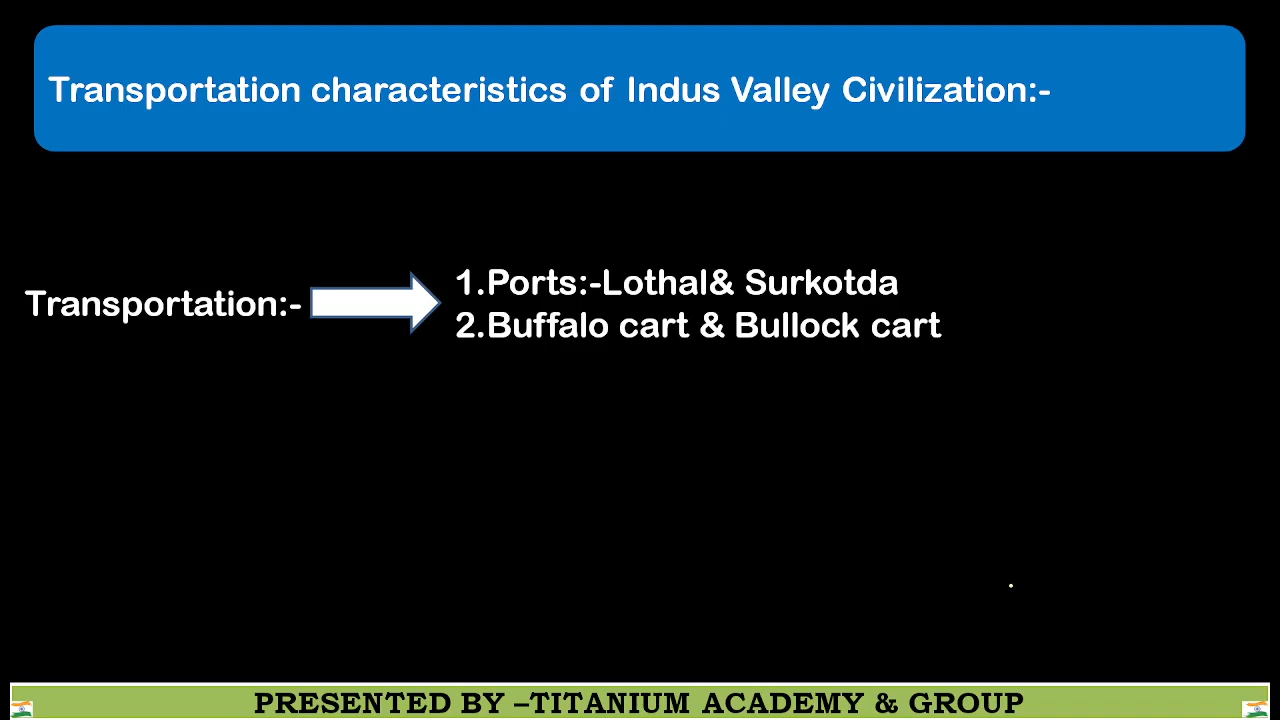 Transportation characteristics of Indus Valley Civilization:-
Transportation:-
1.Ports:-Lothal& Surkotda
2.Buffalo cart & Bullock cart
PRESENTED BY –TITANIUM ACADEMY & GROUP